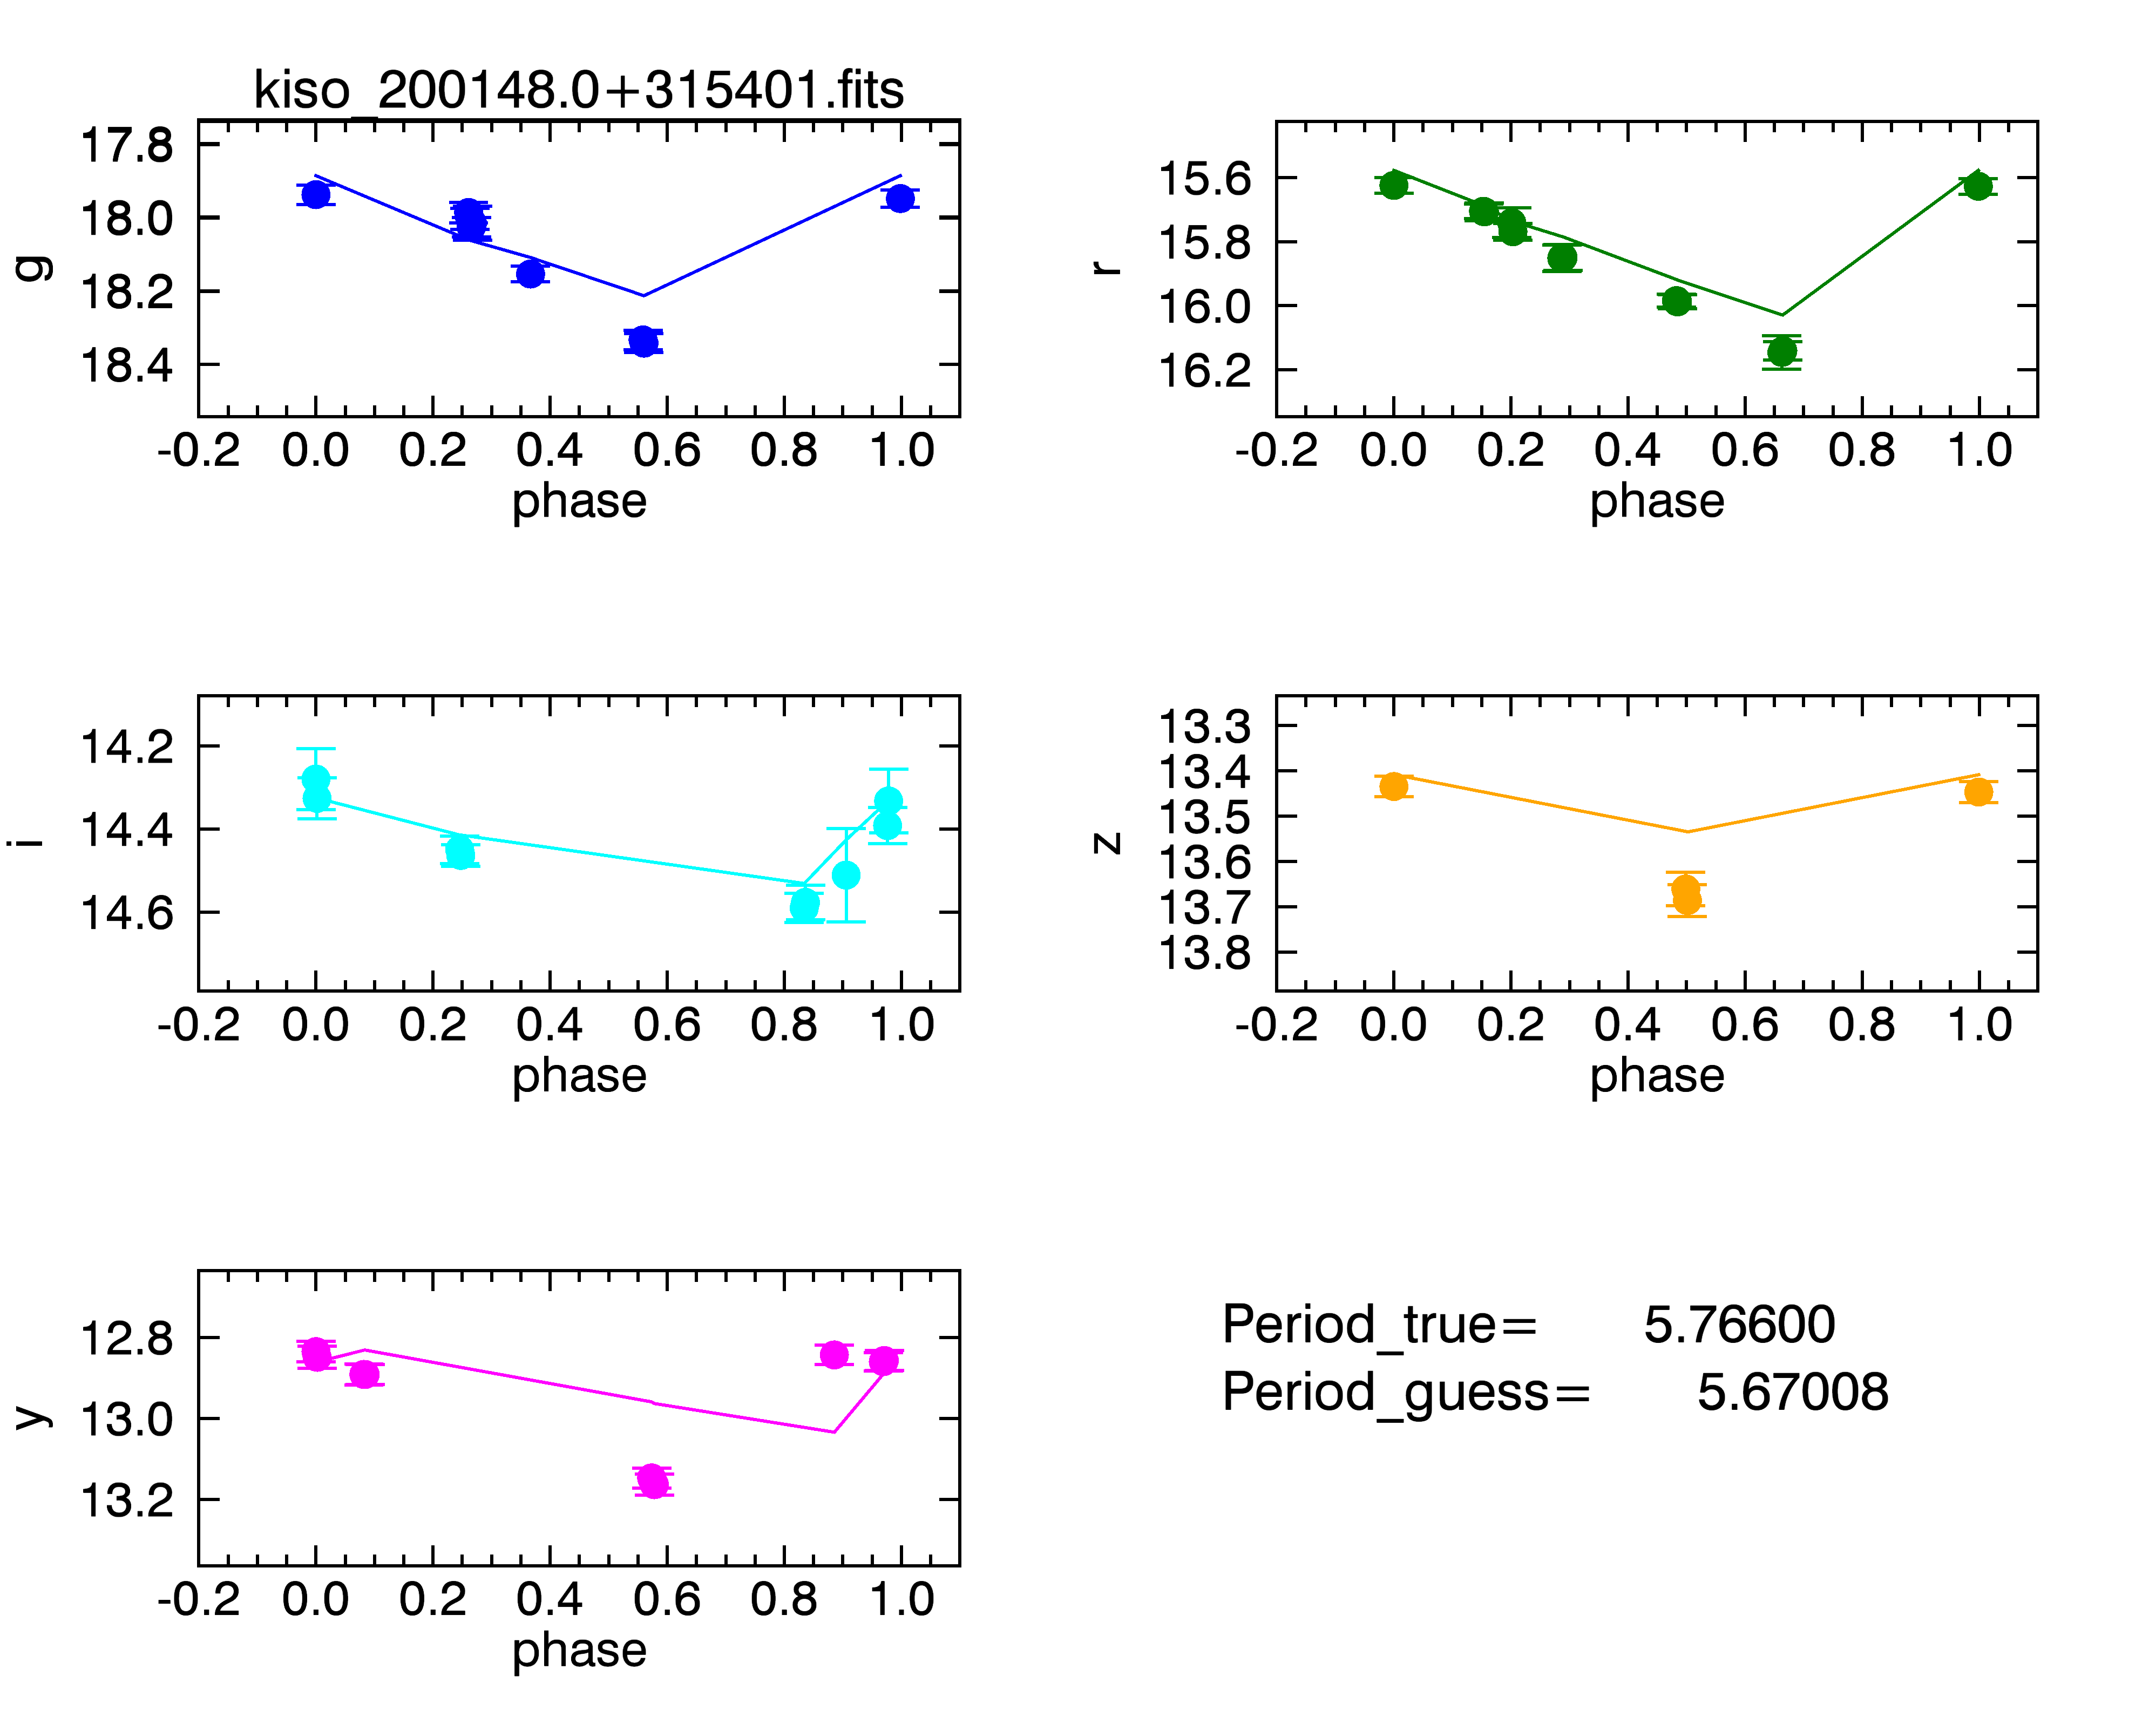 kiso_200148.0+315401.fits
g
17.8
18.0
18.2
18.4
-0.2 0.0 0.2 0.4 0.6 0.8 1.0
phase
r
15.6
15.8
16.0
16.2
-0.2 0.0 0.2 0.4 0.6 0.8 1.0
phase
i
14.2
14.4
14.6
-0.2 0.0 0.2 0.4 0.6 0.8 1.0
phase
z
13.3
13.4
13.5
13.6
13.7
13.8
-0.2 0.0 0.2 0.4 0.6 0.8 1.0
phase
y
12.8
13.0
13.2
-0.2 0.0 0.2 0.4 0.6 0.8 1.0
phase
Period_true= 5.76600
Period_guess= 5.67008